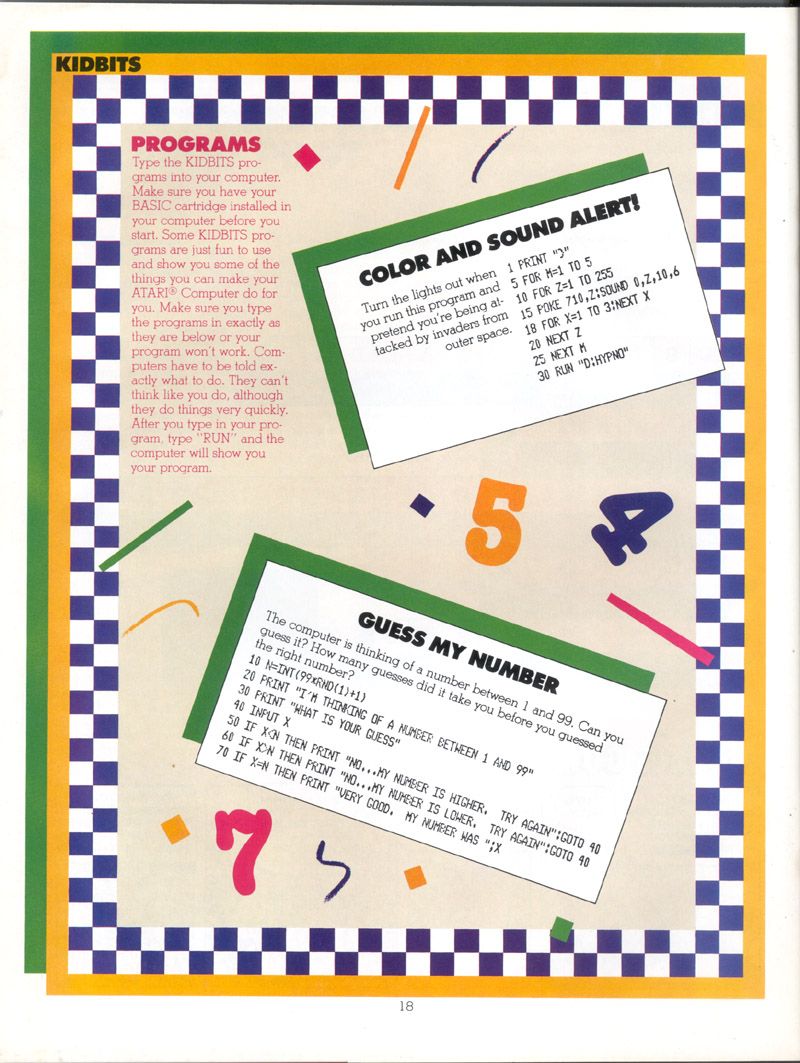 KIDBITS
PROGRAMS
Type the KIDBITS pro-
grams into your computer.
Make sure you have your
BASIC cartridge installed in
your computer before you
start. Some KIDBITS pro-
grams are just fun to use
and show you some of the
things you can make your
ATARI® Computer do for
you. Make sure you type
the programs in exactly as
they are below or your
program won't work. Com-
puters have to be told ex-
actly what to do. They can't
think like you do, although
they do things very quickly.
After you type in your pro-
gram, type "RUN" and the
computer will show you
your program.
COLOR AND SOUND ALERT!
Turn the lights out when
you run this program and
pretend you're being at-
tacked by invaders from
outer space.
1 PRINT "}"
5 FOR M=1 TO 5
10 FOR Z=1 TO 255
15 POKE 710,Z:SOUND 0,Z,10,6
18 FOR X=1 TO 3:NEXT X
20 NEXT Z
25 NEXT M
30 RUN "D:HYPNO"
5 4
GUESS MY NUMBER
The computer is thinking of a number between 1 and 99. Can you
guess it? How many guesses did it take you before you guessed
the right number?
10 N=INT(99*RND(1)+1)
20 PRINT "I'M THINKING OF A NUMBER BETWEEN 1 AND 99"
30 PRINT "WHAT IS YOUR GUESS"
40 INPUT X
50 IF X<N THEN PRINT "NO...MY NUMBER IS HIGHER. TRY AGAIN":GOTO 40
60 IF X>N THEN PRINT "NO...MY NUMBER IS LOWER. TRY AGAIN":GOTO 40
70 IF X=N THEN PRINT "VERY GOOD. MY NUMBER WAS ";X
7
18